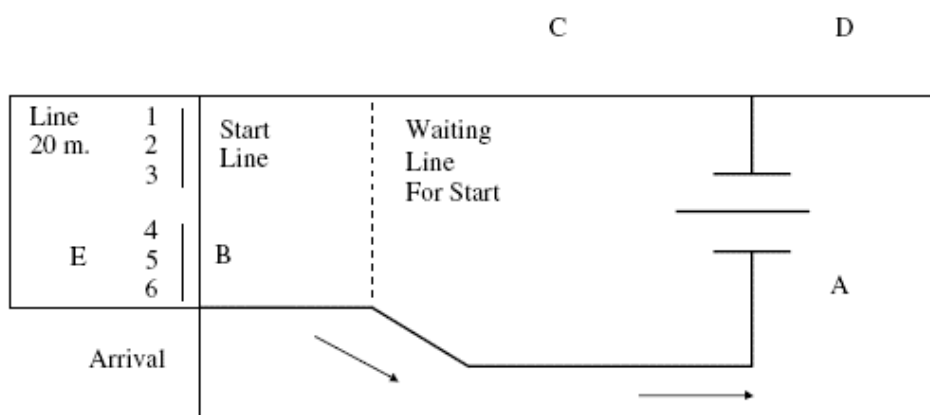 C
D
Line
20 m.
1
2
3
Start
Line
Waiting
Line
For Start
4
5
6
E
B
A
Arrival